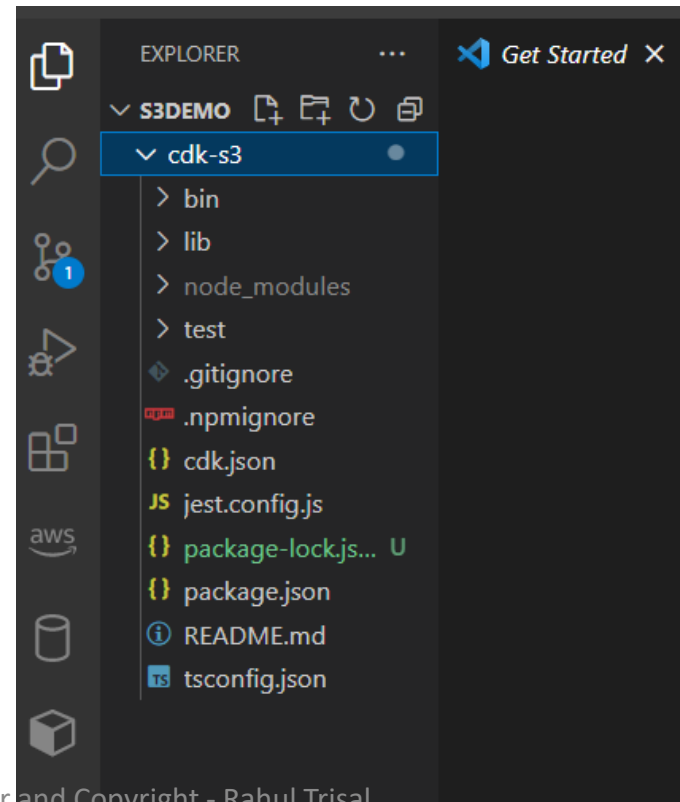 EXPLORER ...
Get Started
S3DEMO
cdk-s3
bin
lib
node_modules
1
test
.gitignore
.npmignore
cdk.json
JS jest.config.js
aws
package-lock.js... U
package.json
README.md
TS tsconfig.json
r and Copyright - Rahul Trisal